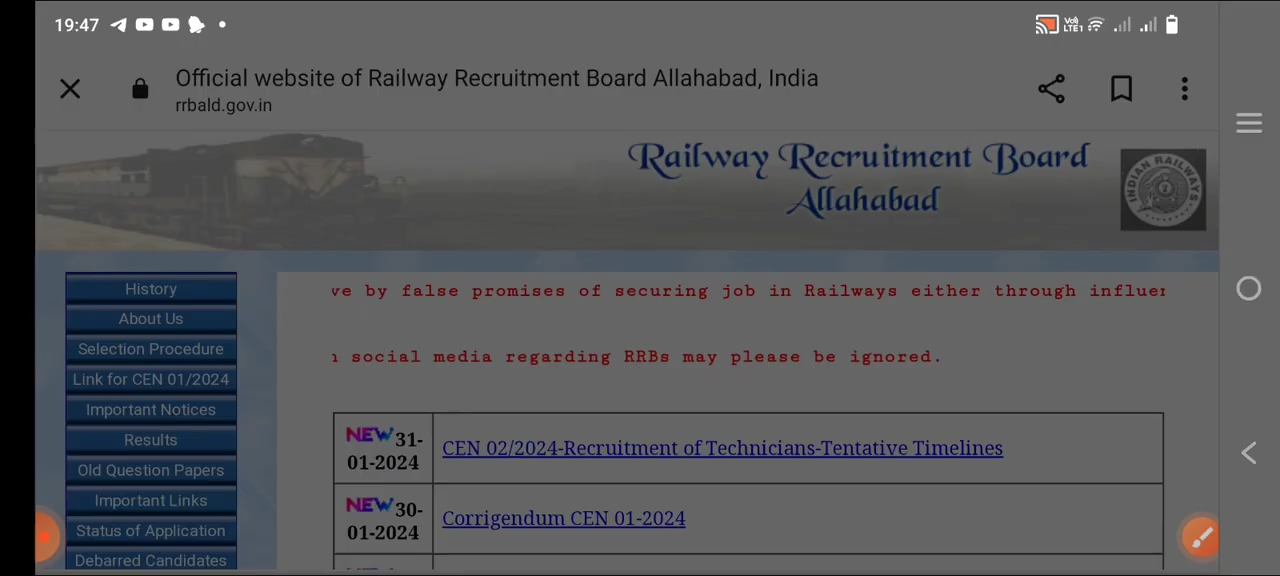 19:47
Vo)
LTE1
Official website of Railway Recruitment Board Allahabad, India
rrbald.gov.in
Railway Recruitment Board
Allahabad
INDIAN RAILWAYS
History
About Us
Selection Procedure
Link for CEN 01/2024
Important Notices
Results
Old Question Papers
Important Links
Status of Application
Debarred Candidates
ve by false promises of securing job in Railways either through influen
n social media regarding RRBs may please be ignored.
NEW 31-
01-2024
CEN 02/2024-Recruitment of Technicians-Tentative Timelines
NEW 30-
01-2024
Corrigendum CEN 01-2024